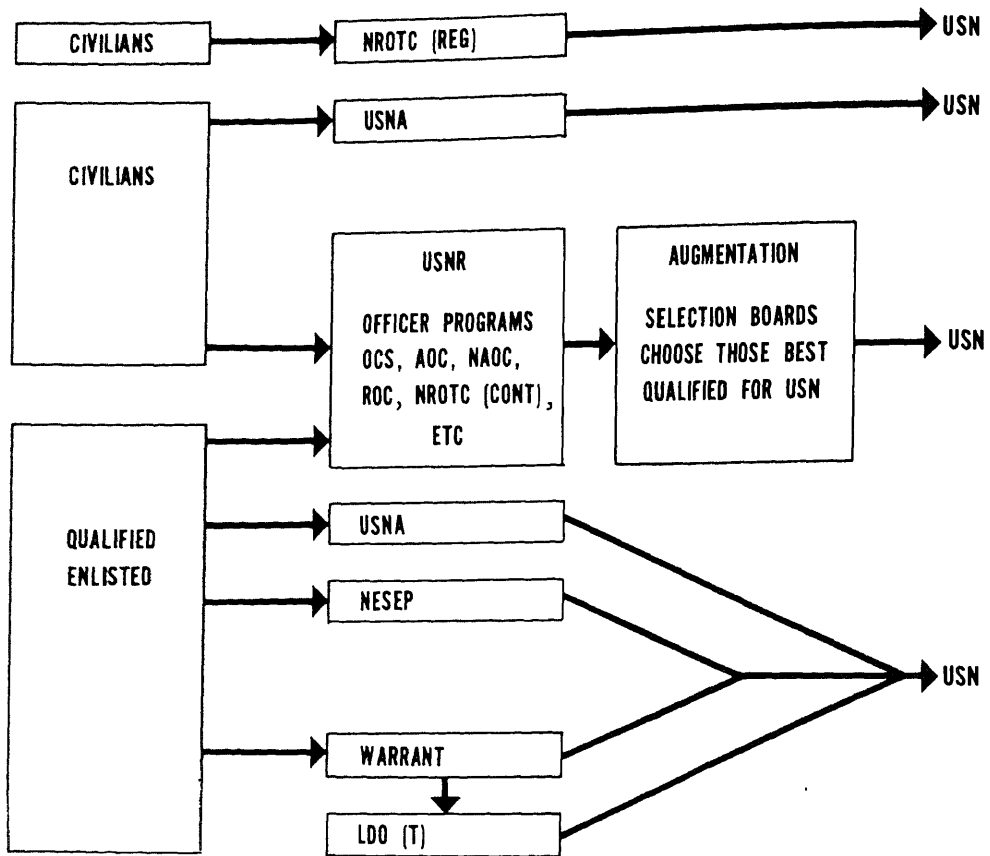 CIVILIANS
NROTC (REG)
USN
USNA
USN
CIVILIANS
USNR
OFFICER PROGRAMS
OCS, AOC, NAOC,
ROC, NROTC (CONT),
ETC
AUGMENTATION
SELECTION BOARDS
CHOOSE THOSE BEST
QUALIFIED FOR USN
USN
QUALIFIED
ENLISTED
USNA
NESEP
USN
WARRANT
LDO (T)